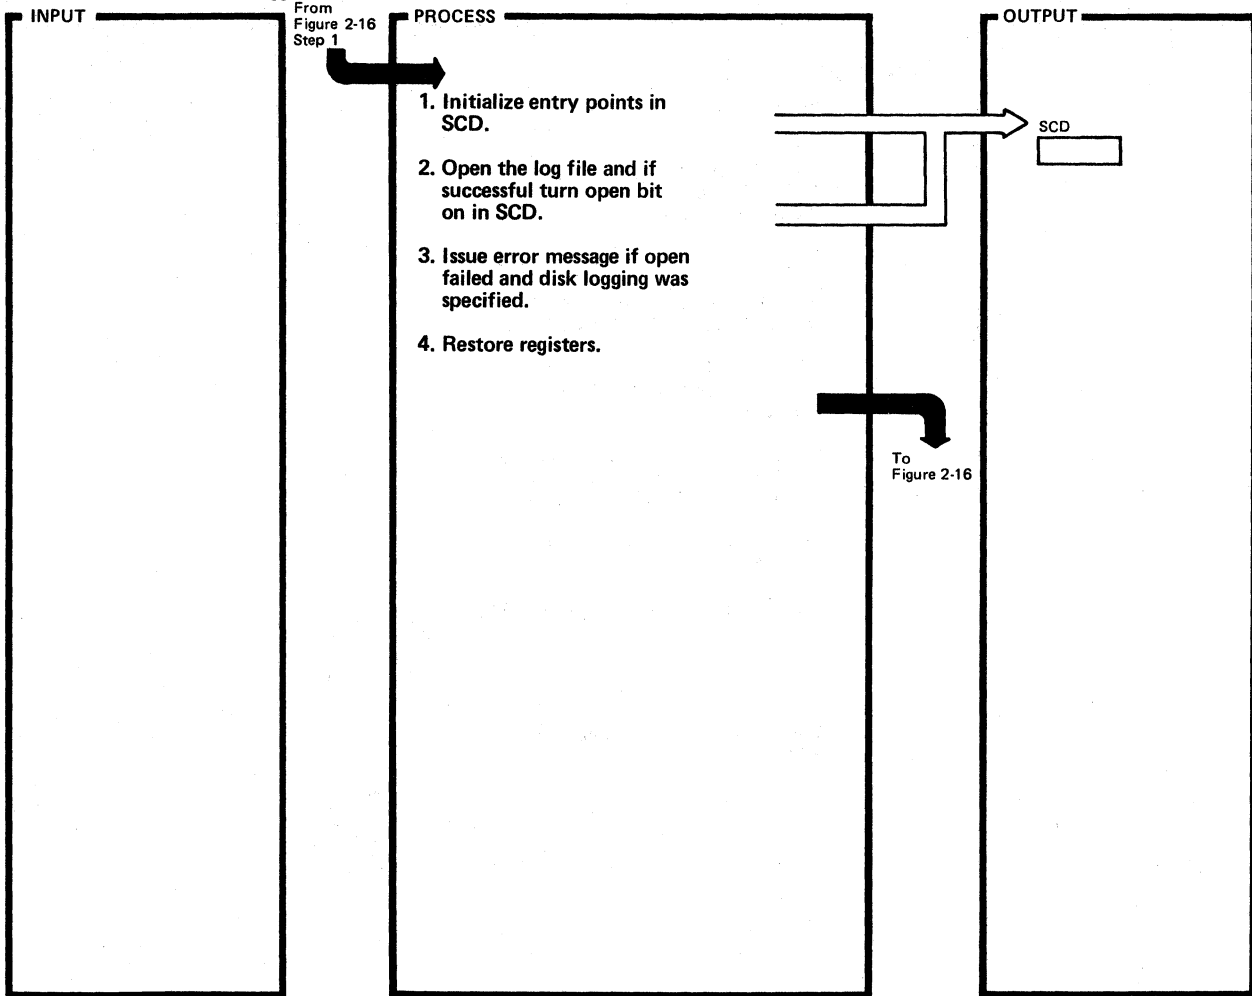 INPUT
From
Figure 2-16
Step 1
PROCESS
1. Initialize entry points in
SCD.
2. Open the log file and if
successful turn open bit
on in SCD.
3. Issue error message if open
failed and disk logging was
specified.
4. Restore registers.
To
Figure 2-16
OUTPUT
SCD